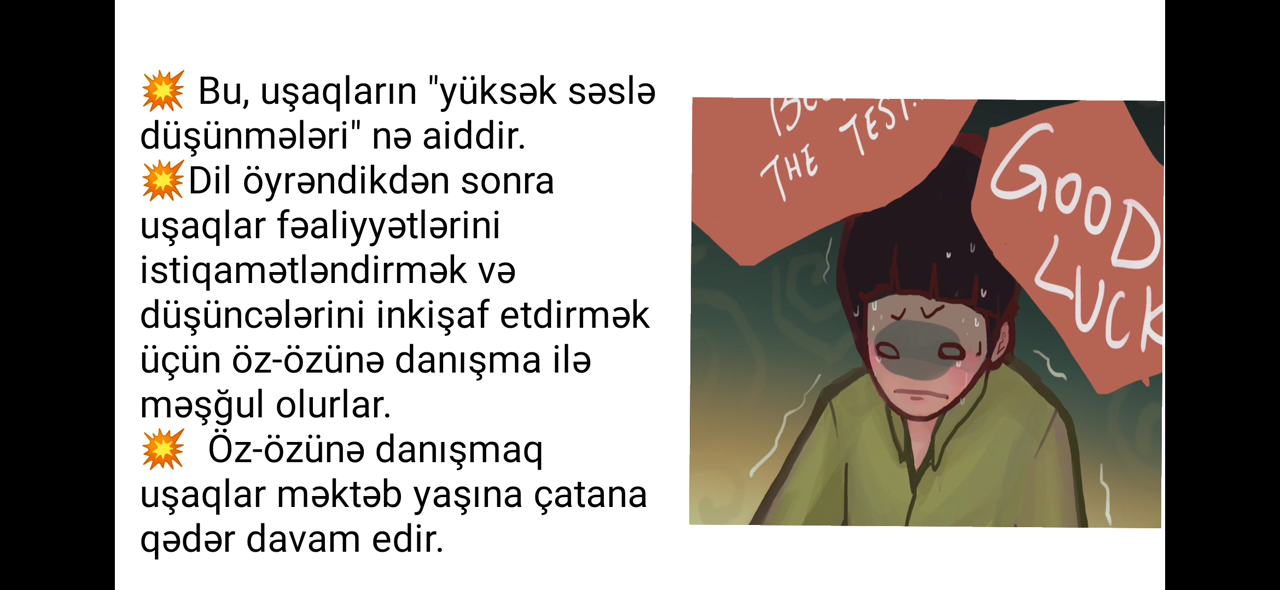 💥 Bu, uşaqların "yüksək səslə
düşünmələri" nə aiddir.
💥Dil öyrəndikdən sonra
uşaqlar fəaliyyətlərini
istiqamətləndirmək və
düşüncələrini inkişaf etdirmək
üçün öz-özünə danışma ilə
məşğul olurlar.
💥 Öz-özünə danışmaq
uşaqlar məktəb yaşına çatana
qədər davam edir.
THE TEST.
GOOD
LUCK